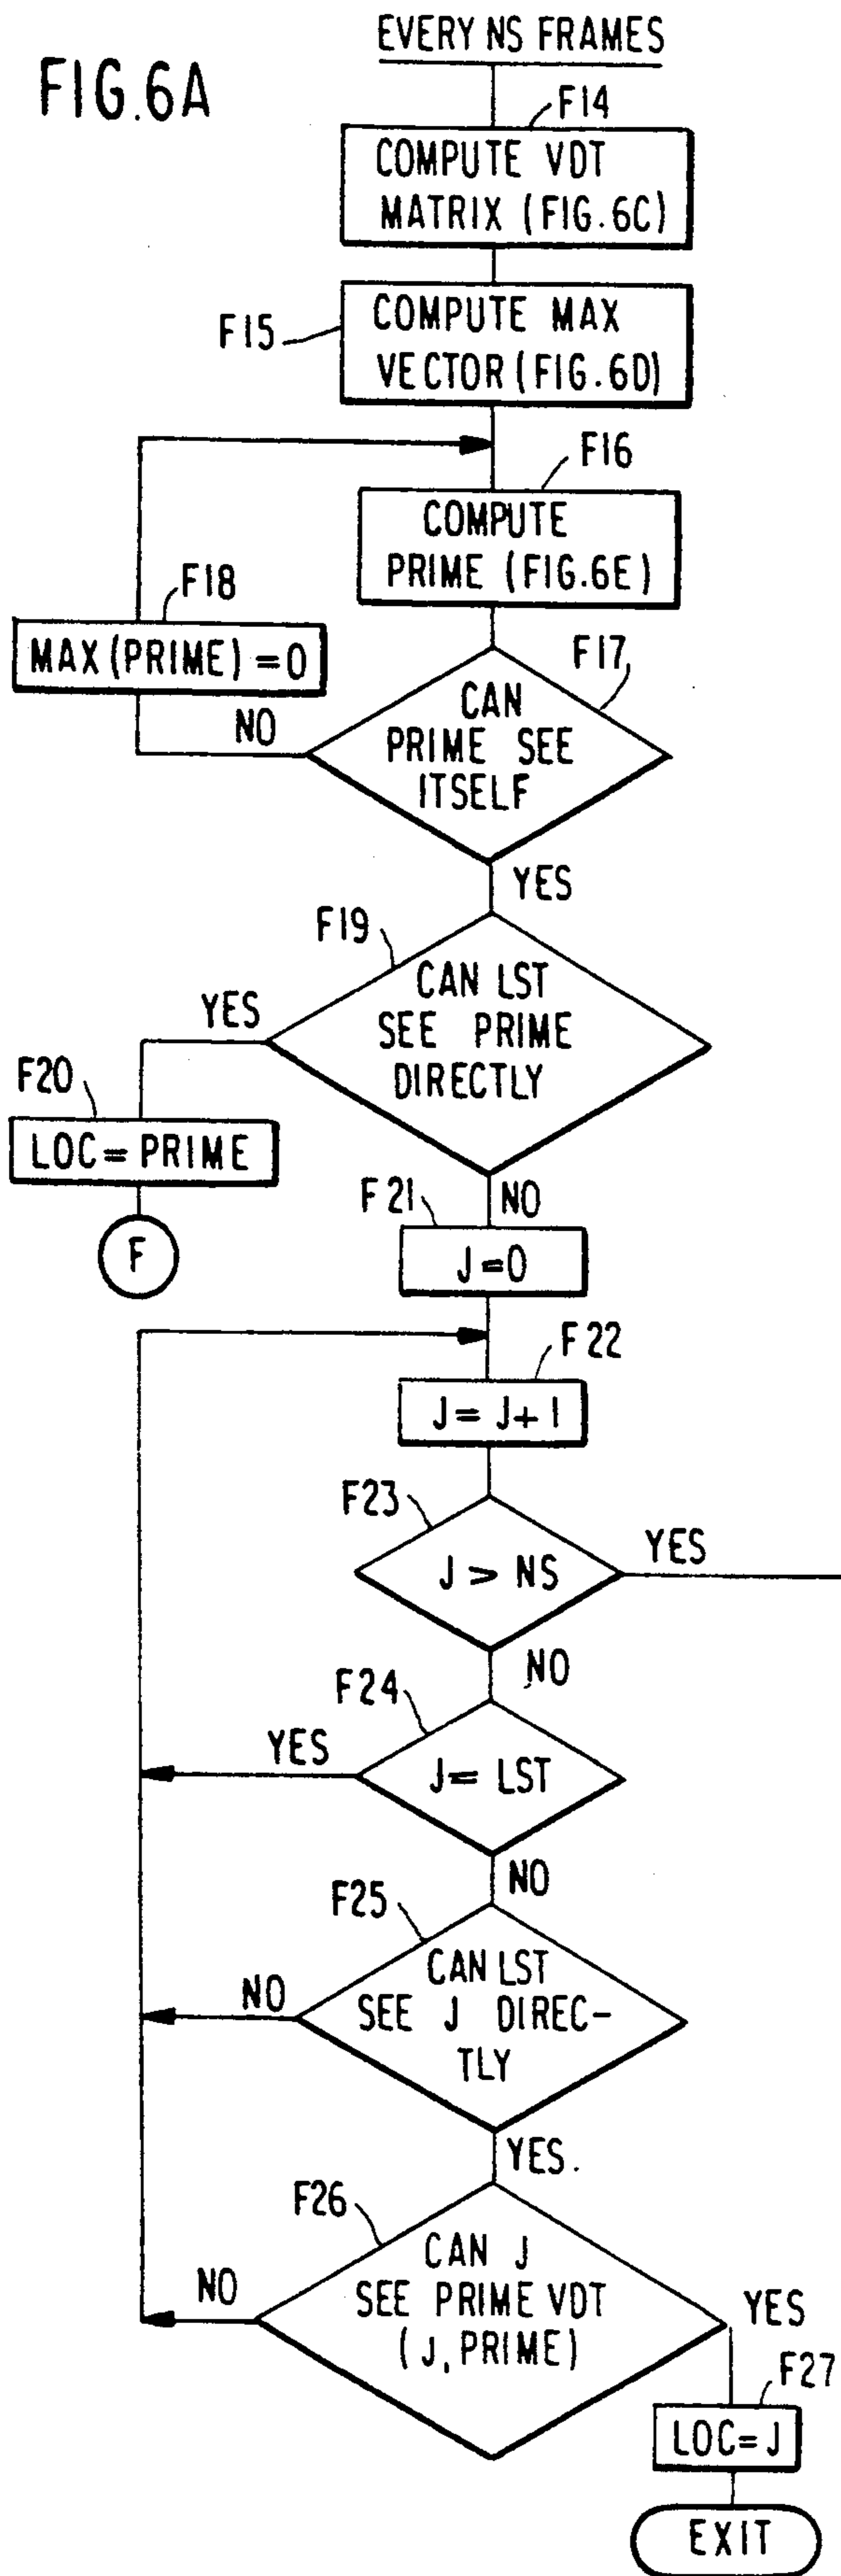 FIG.6A
EVERY NS FRAMES
F14
COMPUTE VDT
MATRIX (FIG.6C)
F15
COMPUTE MAX
VECTOR (FIG.6D)
F16
COMPUTE
PRIME (FIG.6E)
F18
MAX(PRIME)=0
F17
CAN
PRIME SEE
ITSELF
NO
YES
F19
CAN LST
SEE PRIME
DIRECTLY
YES
F20
LOC=PRIME
F
NO
F21
J=0
F22
J=J+1
F23
J > NS
YES
NO
F24
J= LST
YES
NO
F25
CAN LST
SEE J DIREC-
TLY
NO
YES.
F26
CAN J
SEE PRIME VDT
(J, PRIME)
NO
YES
F27
LOC=J
EXIT